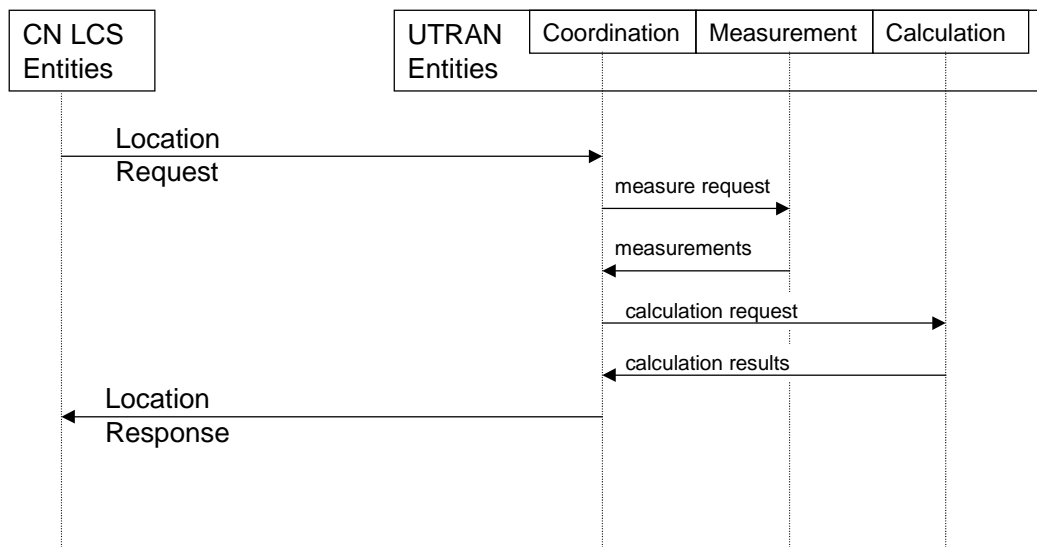 CN LCS
Entities
UTRAN
Entities
Coordination
Measurement
Calculation
Location
Request
measure request
measurements
calculation request
calculation results
Location
Response